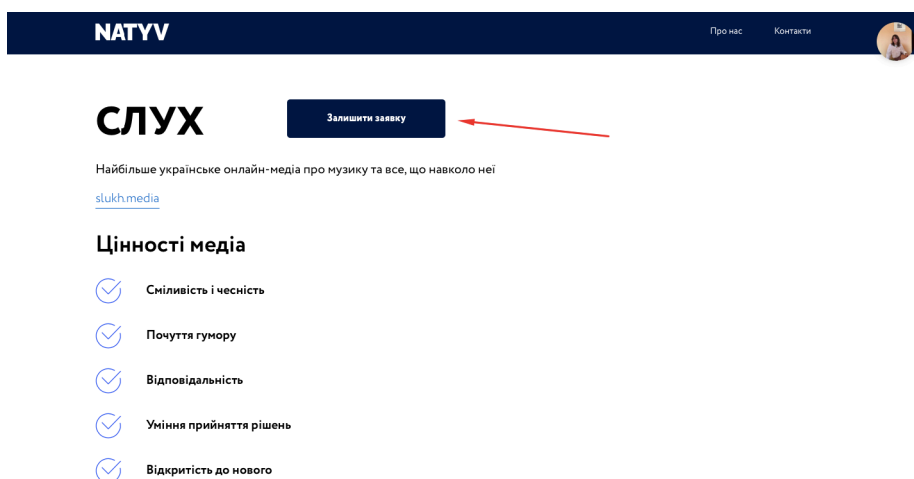 NATYV
Про нас
Контакти
СЛУХ
Залишити заявку
Найбільше українське онлайн-медіа про музику та все, що навколо неї
slukh.media
Цінності медіа
Сміливість і чесність
Почуття гумору
Відповідальність
Уміння прийняття рішень
Відкритість до нового